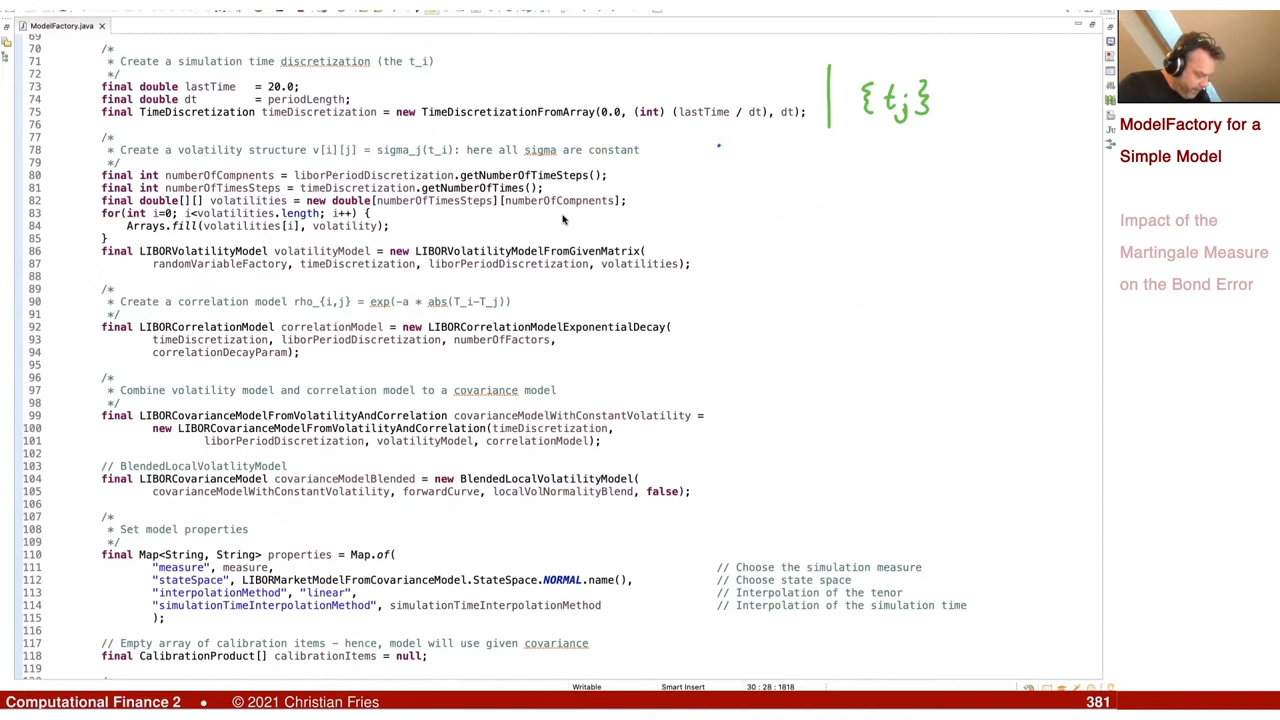 ModelFactory.java
69
70 /*
71 * Create a simulation time discretization (the t_i)
72 */
73 final double lastTime = 20.0;
74 final double dt = periodLength;
75 final TimeDiscretization timeDiscretization = new TimeDiscretizationFromArray(0.0, (int) (lastTime / dt), dt);
76
77 /*
78 * Create a volatility structure v[i][j] = sigma_j(t_i): here all sigma are constant
79 */
80 final int numberOfCompnents = liborPeriodDiscretization.getNumberOfTimeSteps();
81 final int numberOfTimesSteps = timeDiscretization.getNumberOfTimes();
82 final double[][] volatilities = new double[numberOfTimesSteps][numberOfCompnents];
83 for(int i=0; i<volatilities.length; i++) {
84 Arrays.fill(volatilities[i], volatility);
85 }
86 final LIBORVolatilityModel volatilityModel = new LIBORVolatilityModelFromGivenMatrix(
87 randomVariableFactory, timeDiscretization, liborPeriodDiscretization, volatilities);
88
89 /*
90 * Create a correlation model rho_{i,j} = exp(-a * abs(T_i-T_j))
91 */
92 final LIBORCorrelationModel correlationModel = new LIBORCorrelationModelExponentialDecay(
93 timeDiscretization, liborPeriodDiscretization, numberOfFactors,
94 correlationDecayParam);
95
96 /*
97 * Combine volatility model and correlation model to a covariance model
98 */
99 final LIBORCovarianceModelFromVolatilityAndCorrelation covarianceModelWithConstantVolatility =
100 new LIBORCovarianceModelFromVolatilityAndCorrelation(timeDiscretization,
101 liborPeriodDiscretization, volatilityModel, correlationModel);
102
103 // BlendedLocalVolatlityModel
104 final LIBORCovarianceModel covarianceModelBlended = new BlendedLocalVolatilityModel(
105 covarianceModelWithConstantVolatility, forwardCurve, localVolNormalityBlend, false);
106
107 /*
108 * Set model properties
109 */
110 final Map<String, String> properties = Map.of(
111 "measure", measure, // Choose the simulation measure
112 "stateSpace", LIBORMarketModelFromCovarianceModel.StateSpace.NORMAL.name(), // Choose state space
113 "interpolationMethod", "linear", // Interpolation of the tenor
114 "simulationTimeInterpolationMethod", simulationTimeInterpolationMethod // Interpolation of the simulation time
115 );
116
117 // Empty array of calibration items - hence, model will use given covariance
118 final CalibrationProduct[] calibrationItems = null;
119
{tj}
Writable
Smart Insert
30 : 28 : 1818
ModelFactory for a
Simple Model
Impact of the
Martingale Measure
on the Bond Error
Computational Finance 2 • © 2021 Christian Fries
381